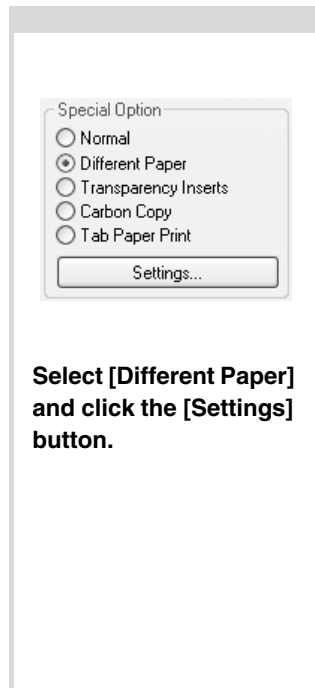 Special Option
Normal
Different Paper
Transparency Inserts
Carbon Copy
Tab Paper Print
Settings...
Select [Different Paper]
and click the [Settings]
button.